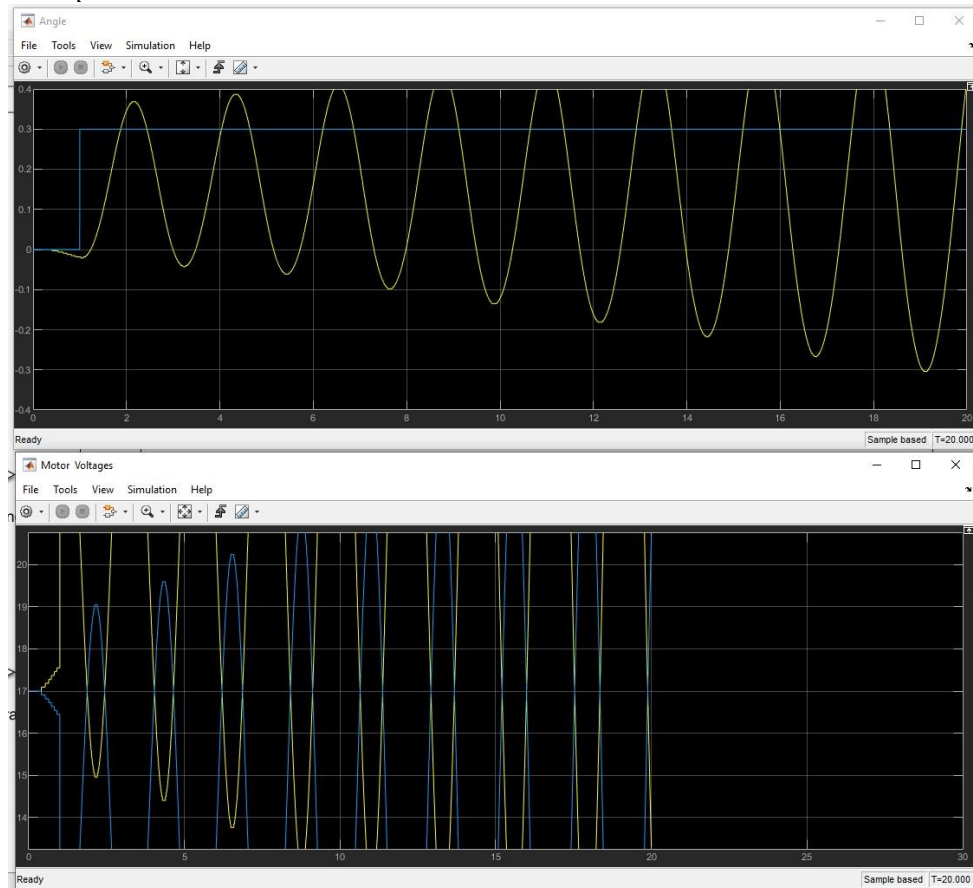 Angle
File Tools View Simulation Help
0.4
0.3
0.2
0.1
0
-0.1
-0.2
-0.3
-0.4
0 2 4 6 8 10 12 14 16 18 20
Ready Sample based T=20.000
Motor Voltages
File Tools View Simulation Help
20
19
18
17
16
15
14
0 5 10 15 20 25 30
Ready Sample based T=20.000